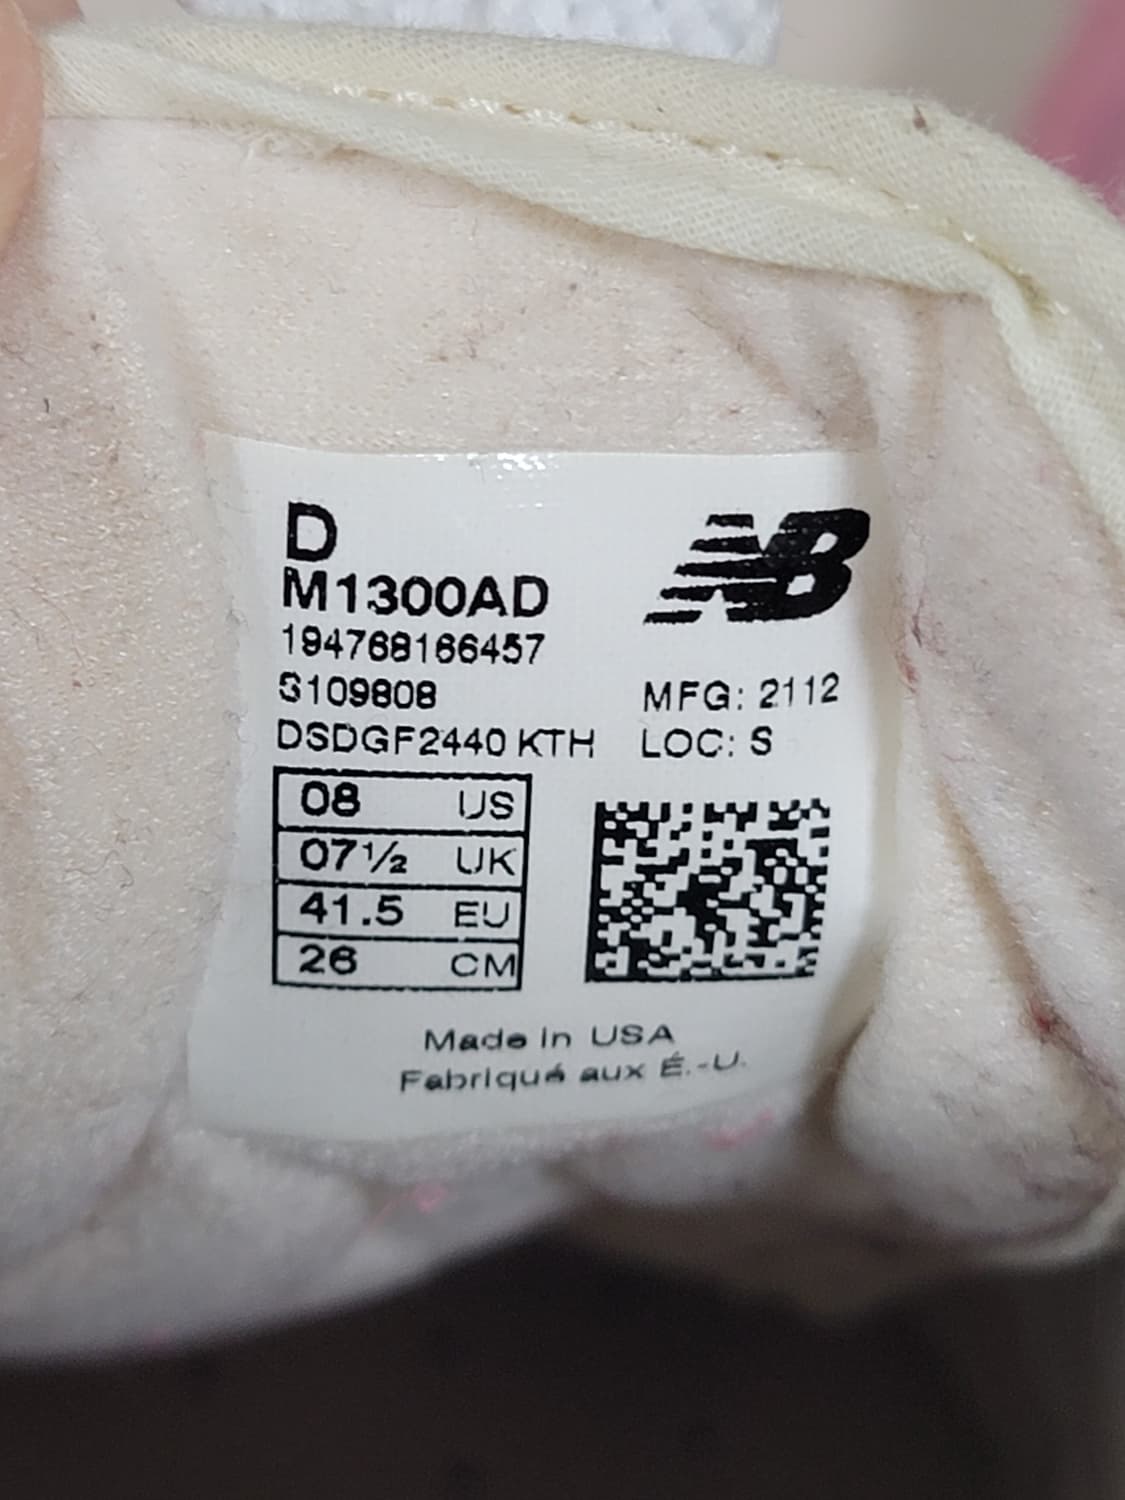 D
NB
M1300AD
194768166457
S109808
MFG: 2112
DSDGF2440 KTH
LOC: S
08 US
07½ UK
41.5 EU
26 CM
Made in USA
Fabriqué aux É.-U.